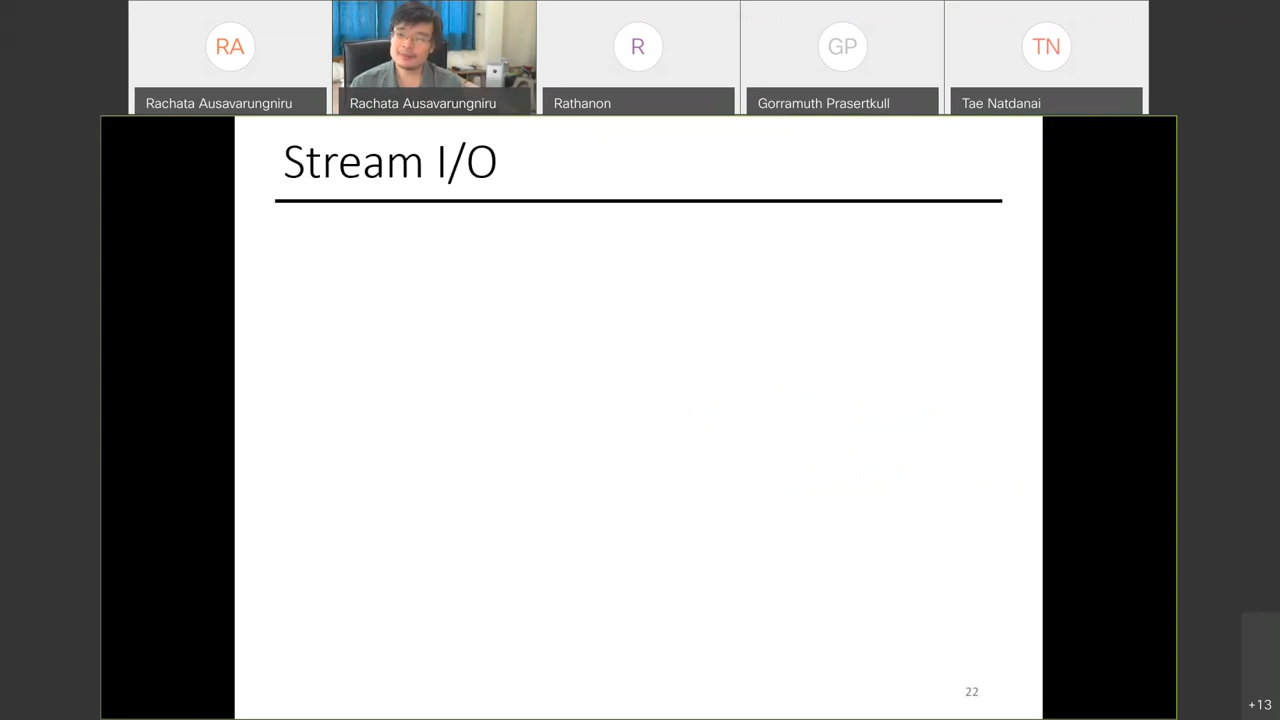 RA
R
GP
TN
Rachata Ausavarungniru
Rachata Ausavarungniru
Rathanon
Gorramuth Prasertkull
Tae Natdanai
Stream I/O
22
+13